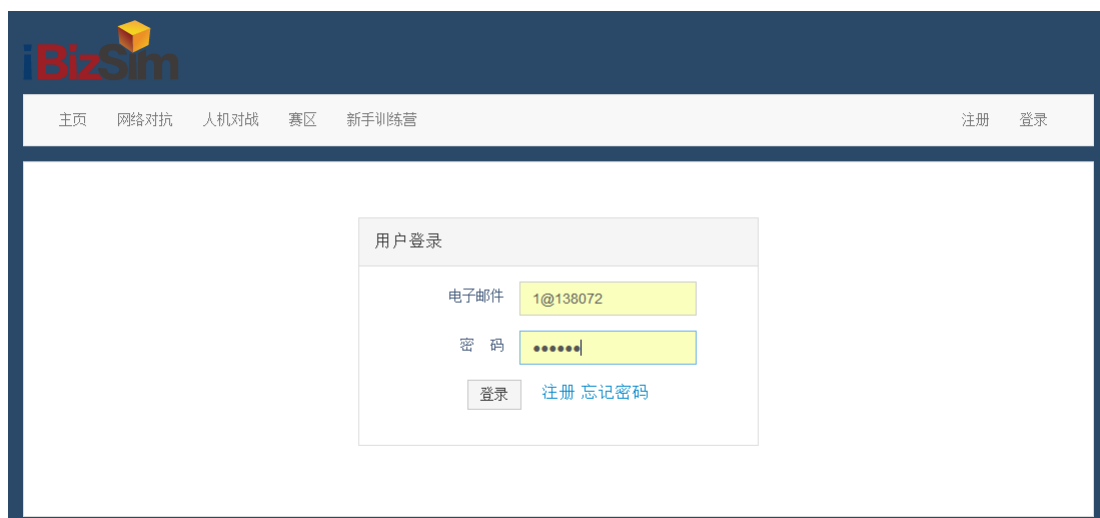 iBizSim
主页 网络对抗 人机对战 赛区 新手训练营 注册 登录
用户登录
电子邮件 1@138072
密 码 ••••••
登录 注册 忘记密码